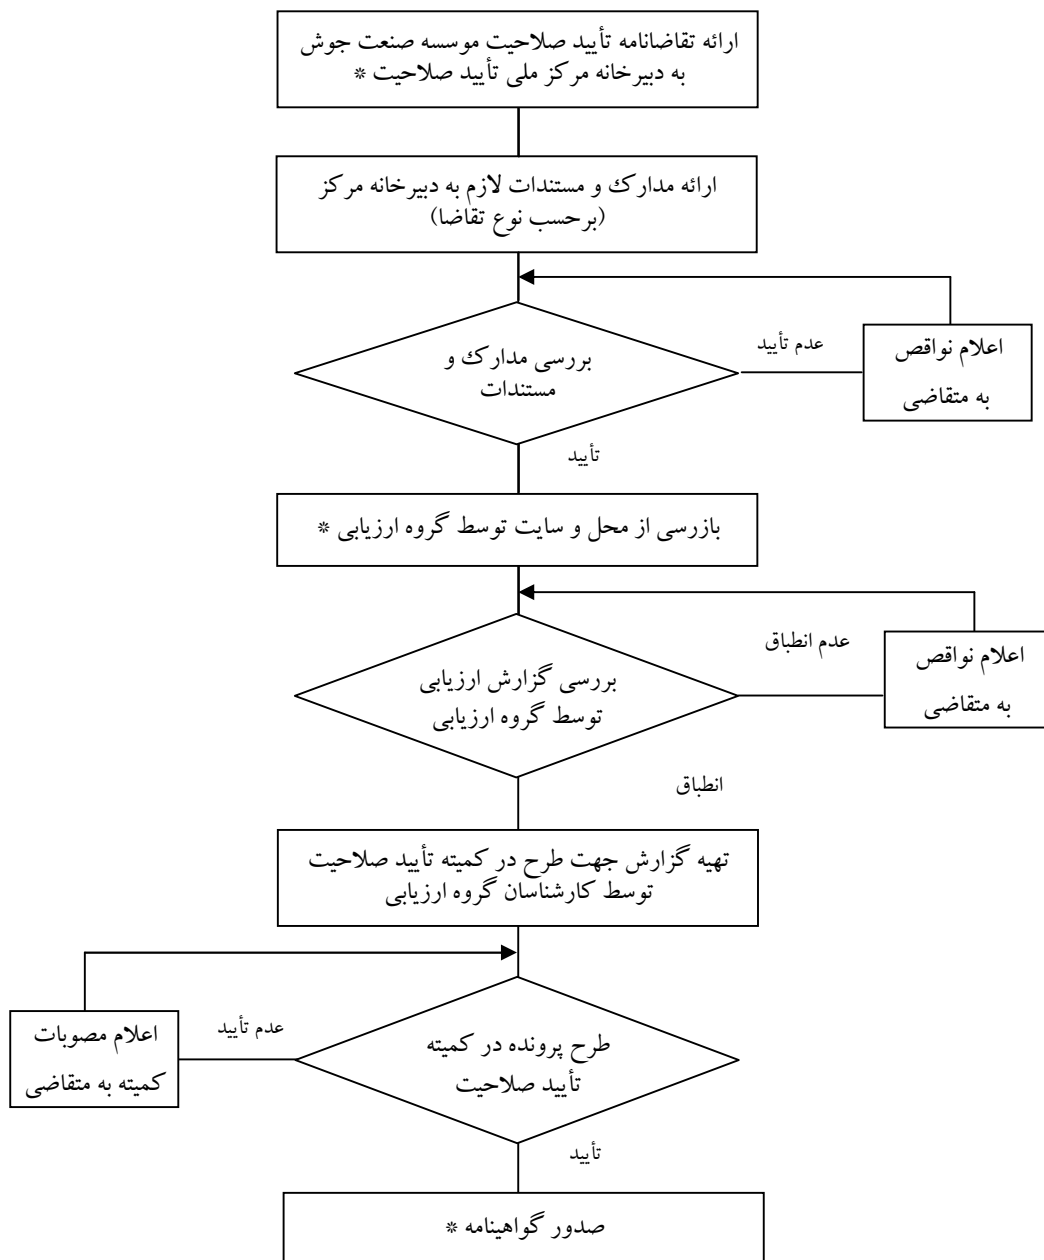 ارائه تقاضانامه تأیید صلاحیت موسسه صنعت جوش
به دبیرخانه مرکز ملی تأیید صلاحیت *
ارائه مدارک و مستندات لازم به دبیرخانه مرکز
(برحسب نوع تقاضا)
بررسی مدارک و
مستندات
عدم تأیید
اعلام نواقص
به متقاضی
تأیید
بازرسی از محل و سایت توسط گروه ارزیابی *
بررسی گزارش ارزیابی
توسط گروه ارزیابی
عدم انطباق
اعلام نواقص
به متقاضی
انطباق
تهیه گزارش جهت طرح در کمیته تأیید صلاحیت
توسط کارشناسان گروه ارزیابی
طرح پرونده در کمیته
تأیید صلاحیت
عدم تأیید
اعلام مصوبات
کمیته به متقاضی
تأیید
صدور گواهینامه *